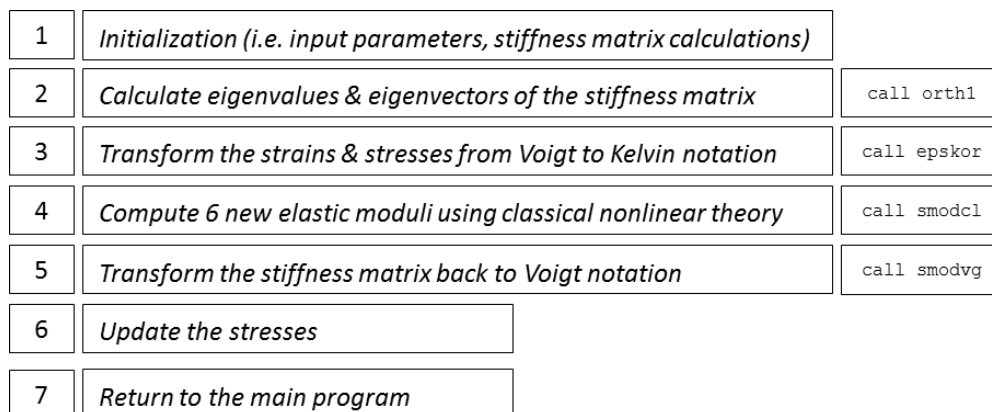 1 Initialization (i.e. input parameters, stiffness matrix calculations)
2 Calculate eigenvalues & eigenvectors of the stiffness matrix call orth1
3 Transform the strains & stresses from Voigt to Kelvin notation call epskor
4 Compute 6 new elastic moduli using classical nonlinear theory call smodcl
5 Transform the stiffness matrix back to Voigt notation call smodvg
6 Update the stresses
7 Return to the main program